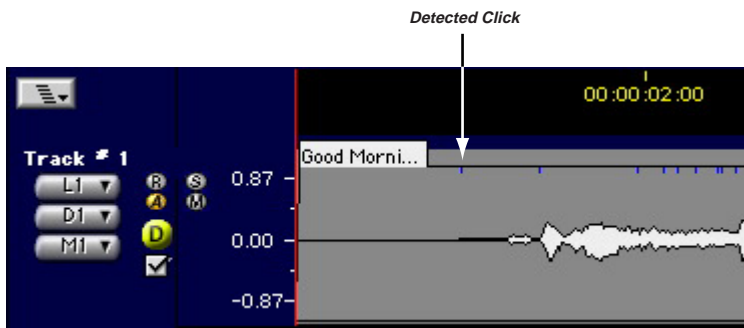 Detected Click
00:00:02:00
Good Morni...
Track # 1
L1
R S 0.87
D1 A M
D 0.00
M1
-0.87